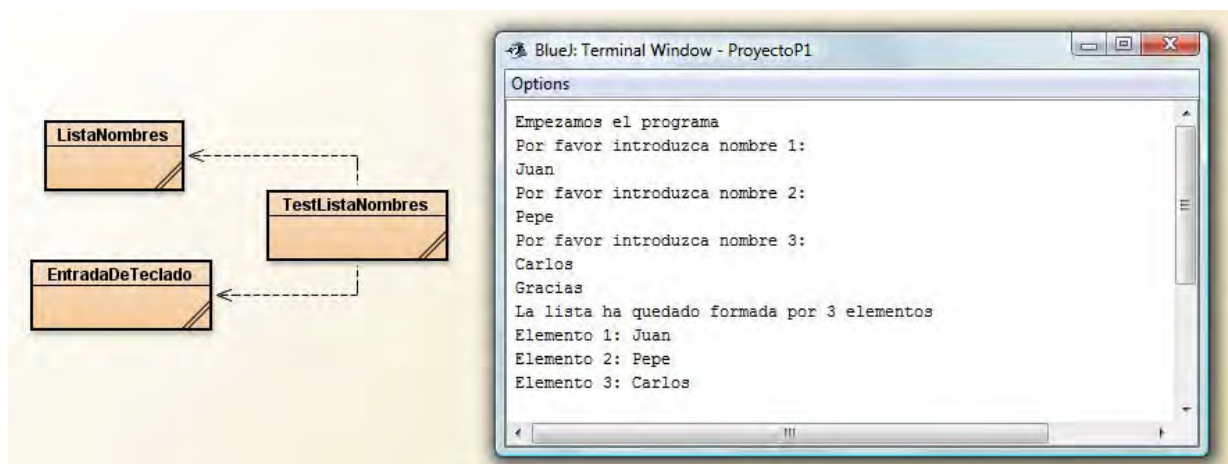 ListaNombres
TestListaNombres
EntradaDeTeclado
BlueJ: Terminal Window - ProyectoP1
Options
Empezamos el programa
Por favor introduzca nombre 1:
Juan
Por favor introduzca nombre 2:
Pepe
Por favor introduzca nombre 3:
Carlos
Gracias
La lista ha quedado formada por 3 elementos
Elemento 1: Juan
Elemento 2: Pepe
Elemento 3: Carlos